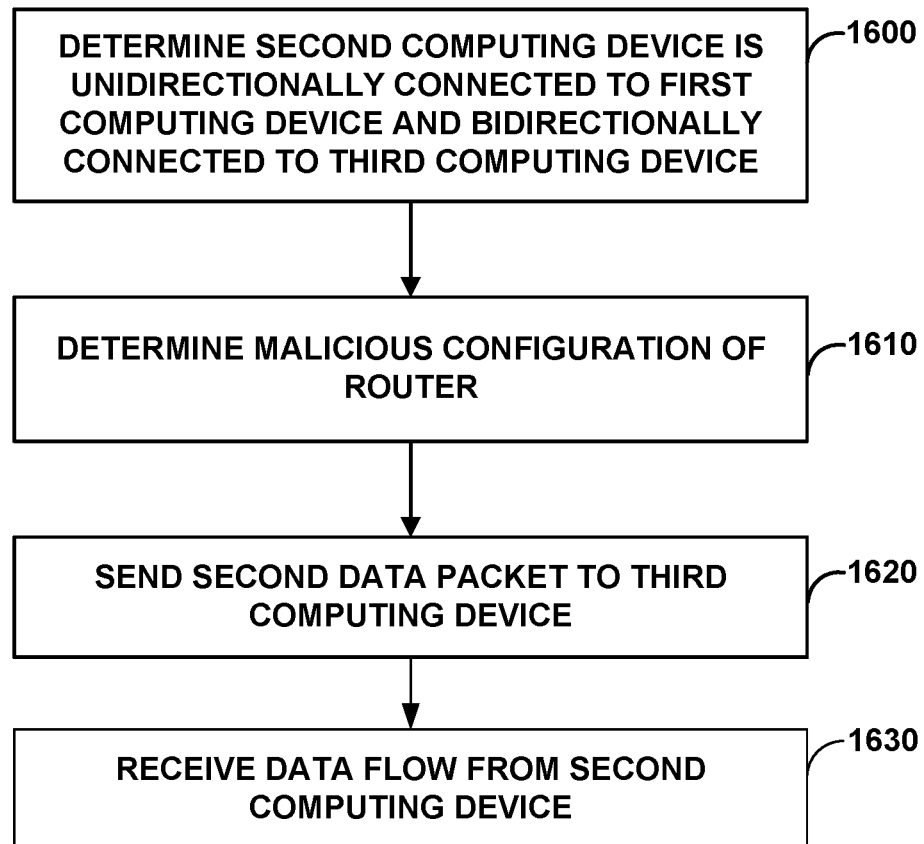 DETERMINE SECOND COMPUTING DEVICE IS
UNIDIRECTIONALLY CONNECTED TO FIRST
COMPUTING DEVICE AND BIDIRECTIONALLY
CONNECTED TO THIRD COMPUTING DEVICE
1600
DETERMINE MALICIOUS CONFIGURATION OF
ROUTER
1610
SEND SECOND DATA PACKET TO THIRD
COMPUTING DEVICE
1620
RECEIVE DATA FLOW FROM SECOND
COMPUTING DEVICE
1630